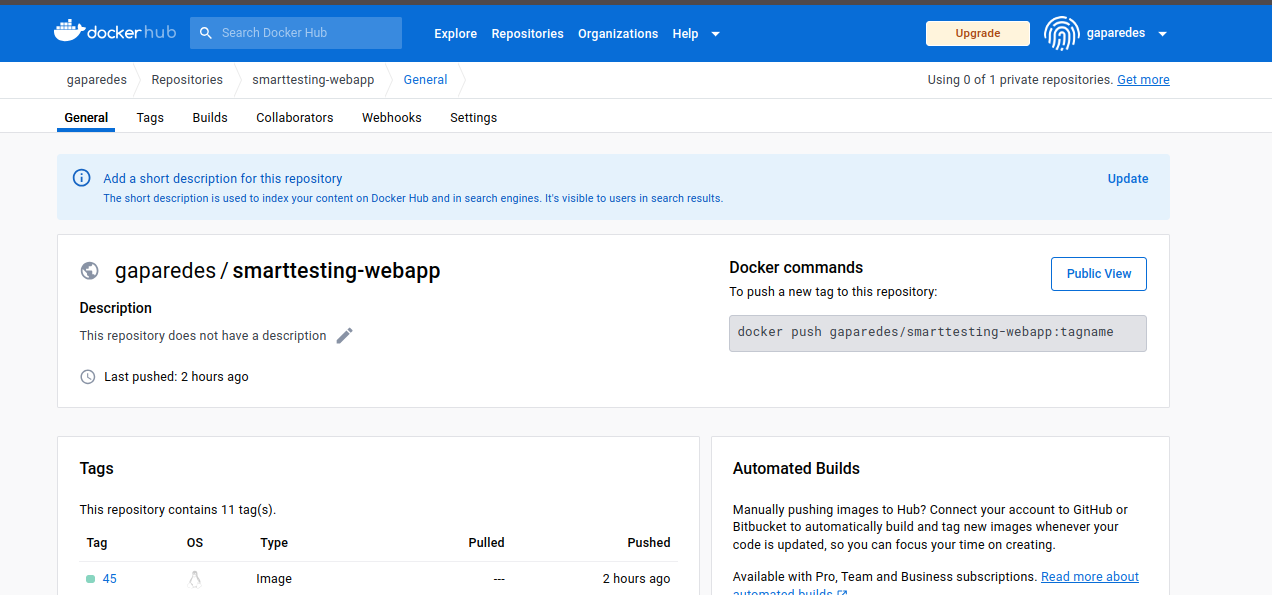 dockerhub Search Docker Hub Explore Repositories Organizations Help Upgrade gaparedes
gaparedes Repositories smarttesting-webapp General Using 0 of 1 private repositories. Get more
General Tags Builds Collaborators Webhooks Settings
Add a short description for this repository Update
The short description is used to index your content on Docker Hub and in search engines. It's visible to users in search results.
gaparedes / smarttesting-webapp
Description
This repository does not have a description
Last pushed: 2 hours ago
Docker commands
Public View
To push a new tag to this repository:
docker push gaparedes/smarttesting-webapp:tagname
Tags
This repository contains 11 tag(s).
Tag OS Type Pulled Pushed
45 Image --- 2 hours ago
Automated Builds
Manually pushing images to Hub? Connect your account to GitHub or
Bitbucket to automatically build and tag new images whenever your
code is updated, so you can focus your time on creating.
Available with Pro, Team and Business subscriptions. Read more about
automated builds